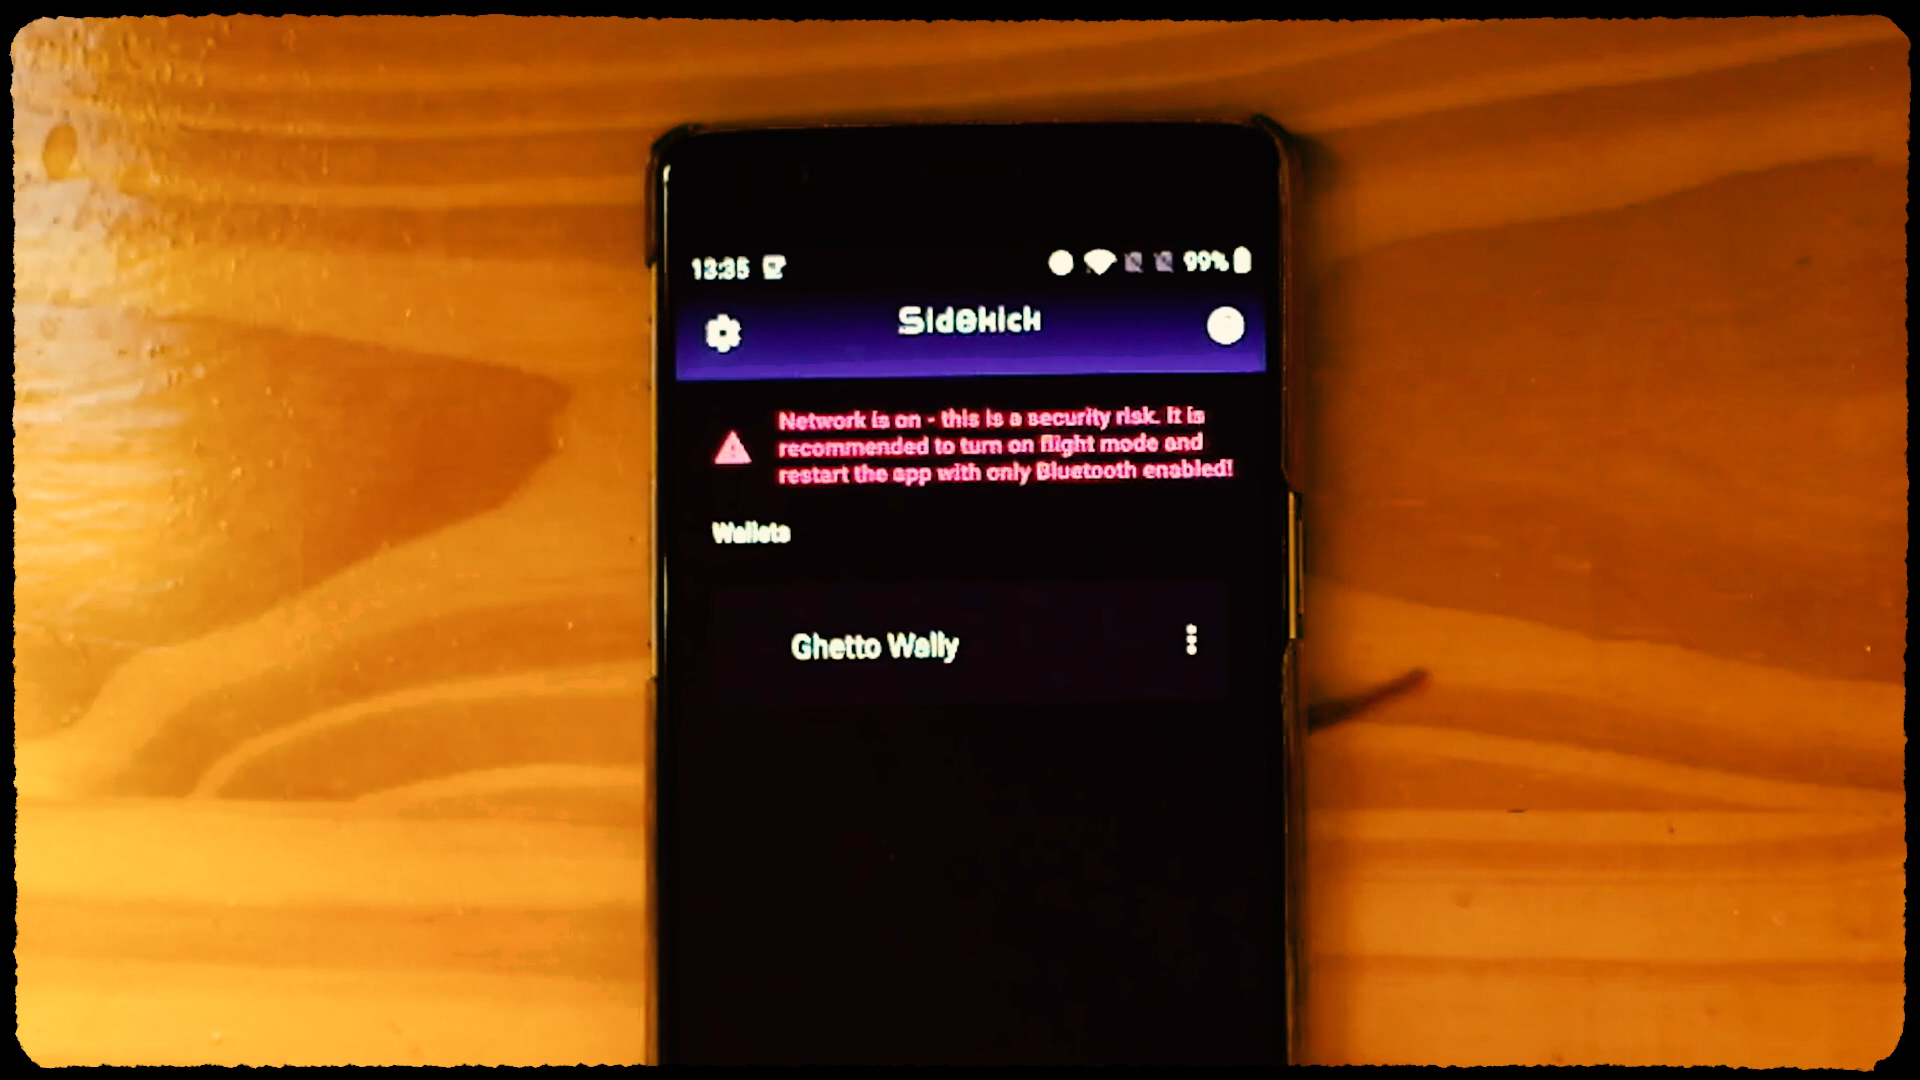 13:35 99%
Sidekick
Network is on - this is a security risk. It is
recommended to turn on flight mode and
restart the app with only Bluetooth enabled!
Wallets
Ghetto Wally